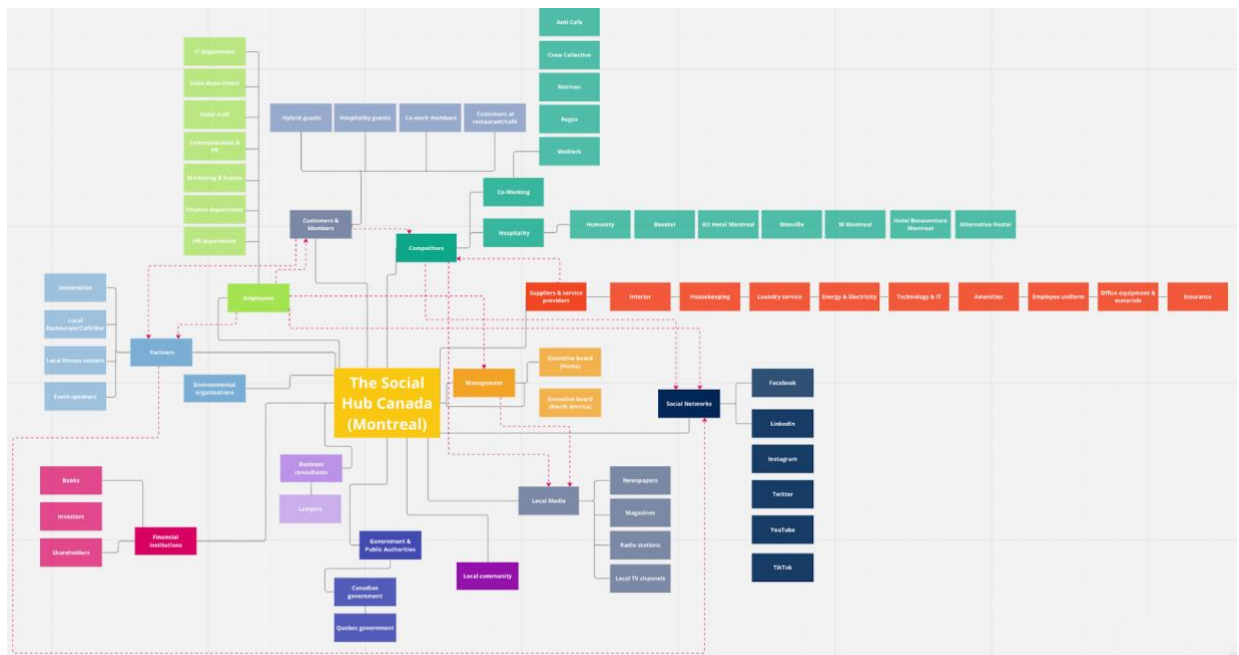 Anti Cafe
IT department
Crew Collective
Sales department
Notman
Hotel staff
Hybrid guests
Hospitality guests
Co-work members
Customers at
restaurant/café
Regus
Communication &
PR
WeWork
Marketing & Events
Co-Working
Finance department
Customers &
Members
Hospitality
Humanity
Boxotel
Alt Hotel Montreal
Monville
M Montreal
Hotel Bonaventure
Montreal
Alternative Hostel
HR department
Competitors
Universities
Employees
Suppliers & service
providers
Interior
Housekeeping
Laundry service
Energy & Electricity
Technology & IT
Amenities
Employee uniform
Office equipment &
materials
Insurance
Local
Restaurant/Café/Bar
Partners
Local fitness centers
Executive board
(Home)
Environmental
organizations
The Social
Hub Canada
(Montreal)
Management
Facebook
Event speakers
Executive board
(North America)
Social Networks
LinkedIn
Business
consultants
Instagram
Banks
Newspapers
Local Media
Twitter
Lawyers
Investors
Magazines
YouTube
Financial
institutions
Government &
Public Authorities
Radio stations
Shareholders
TikTok
Local community
Local TV channels
Canadian
government
Quebec government